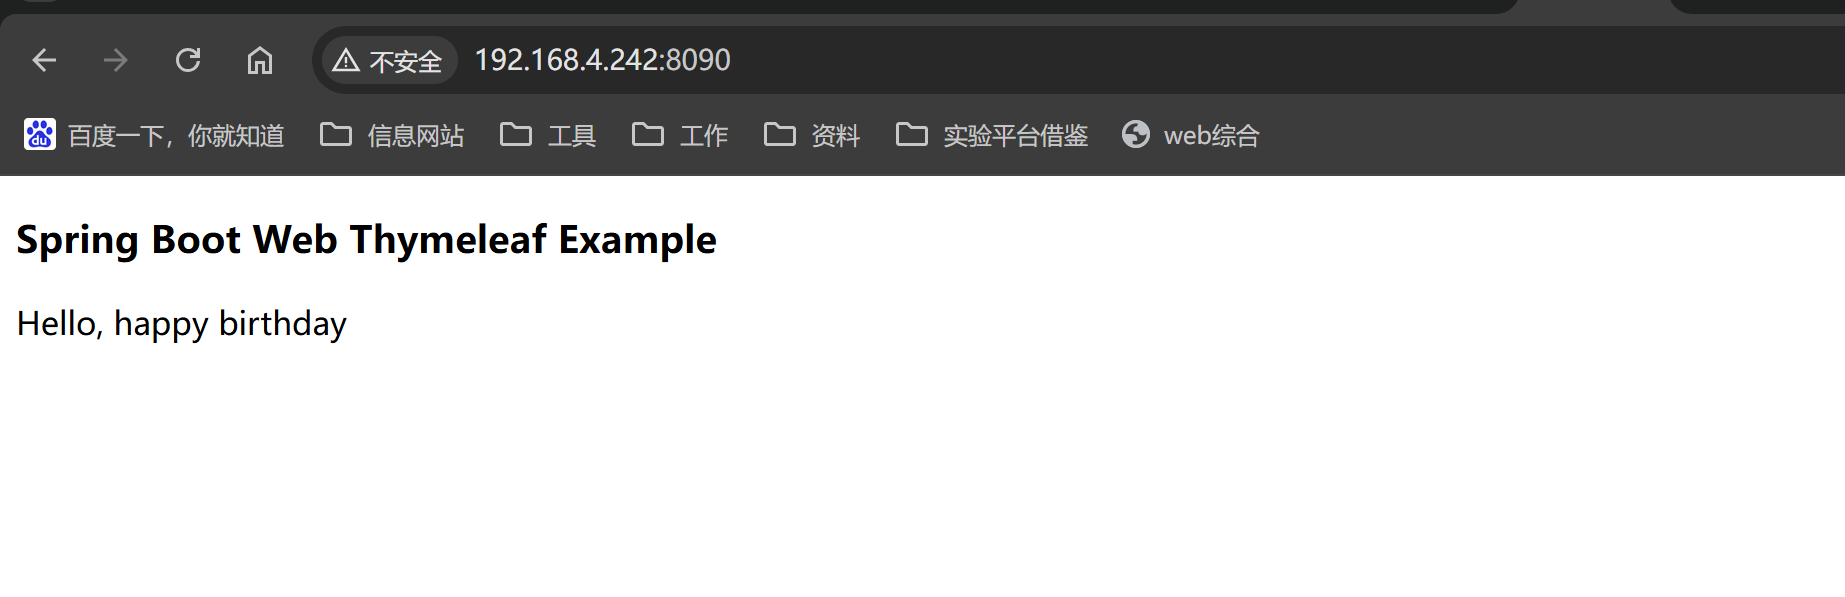 不安全 192.168.4.242:8090
du 百度一下，你就知道 信息网站 工具 工作 资料 实验平台借鉴 web综合
Spring Boot Web Thymeleaf Example
Hello, happy birthday